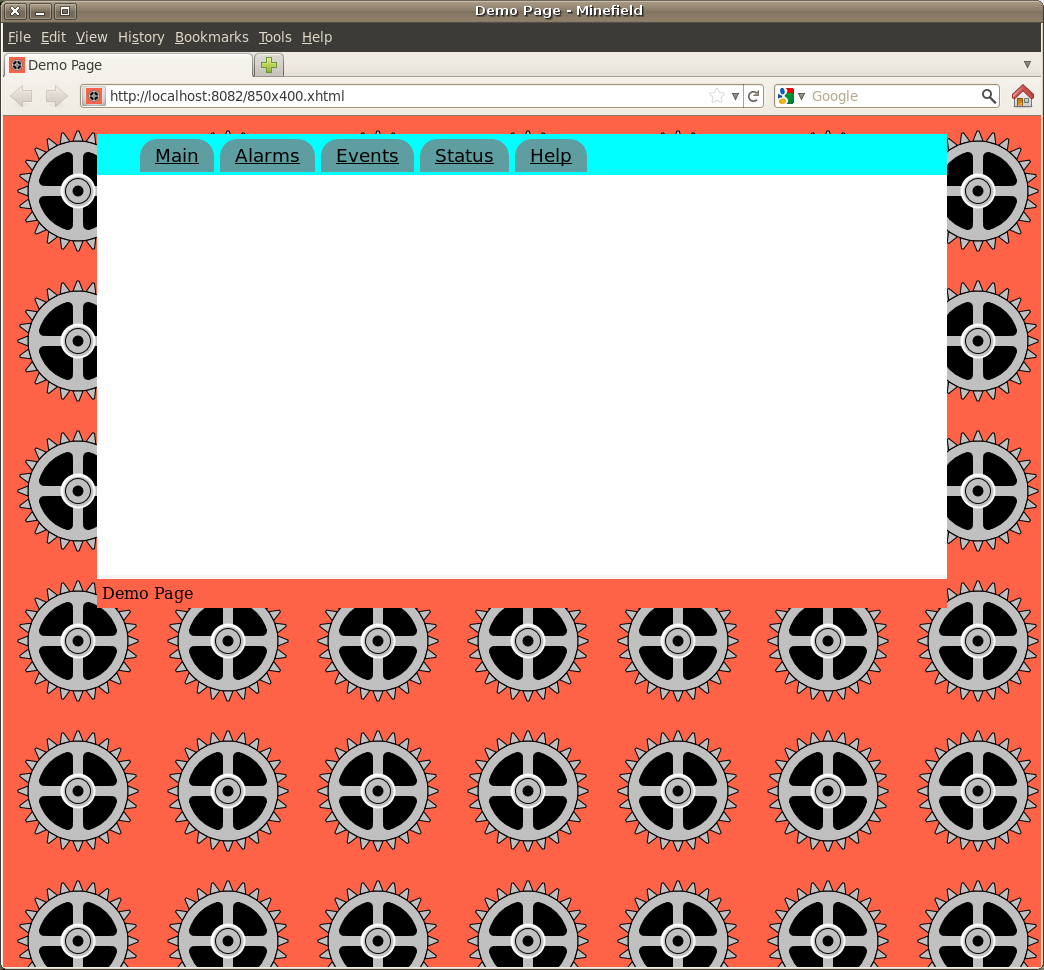 Demo Page - Minefield
File Edit View History Bookmarks Tools Help
Demo Page
http://localhost:8082/850x400.xhtml Google
Main Alarms Events Status Help
Demo Page